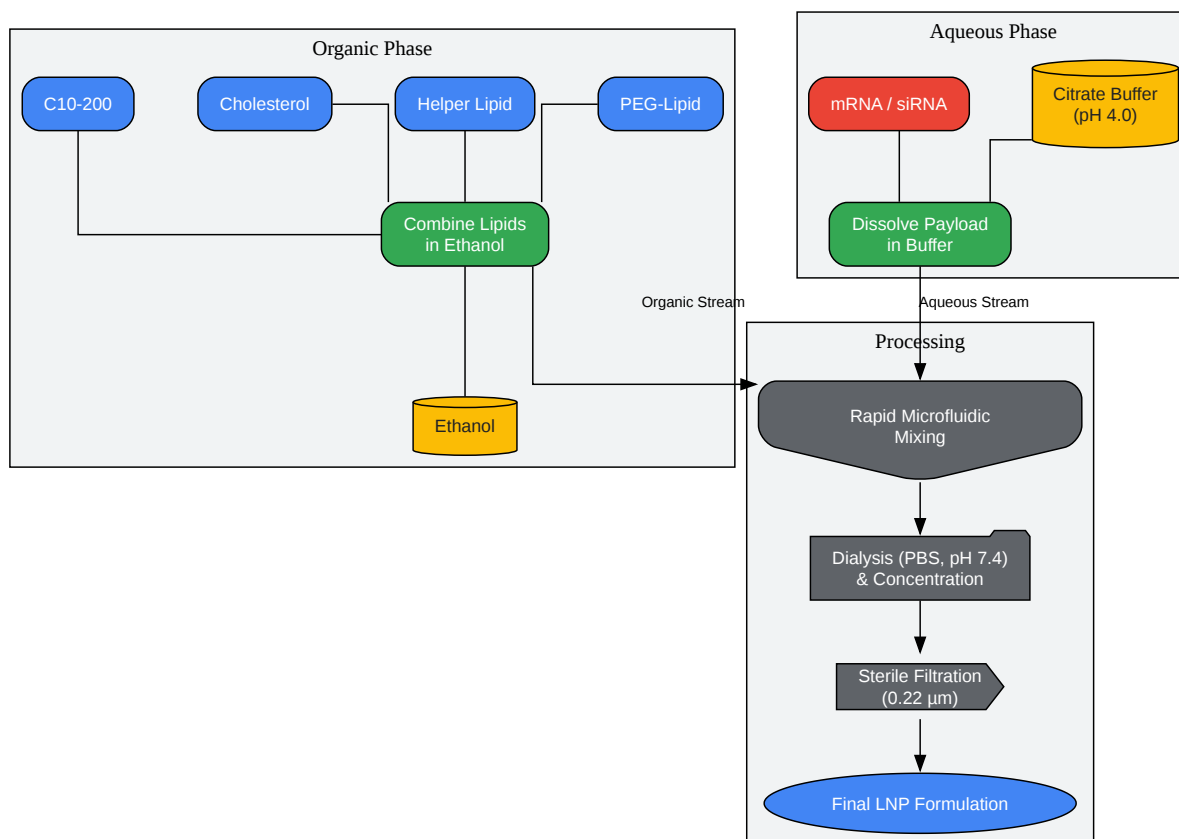 Organic Phase
C10-200
Cholesterol
Helper Lipid
PEG-Lipid
Combine Lipids
in Ethanol
Ethanol
Aqueous Phase
mRNA / siRNA
Citrate Buffer
(pH 4.0)
Dissolve Payload
in Buffer
Organic Stream
Aqueous Stream
Processing
Rapid Microfluidic
Mixing
Dialysis (PBS, pH 7.4)
& Concentration
Sterile Filtration
(0.22 µm)
Final LNP Formulation